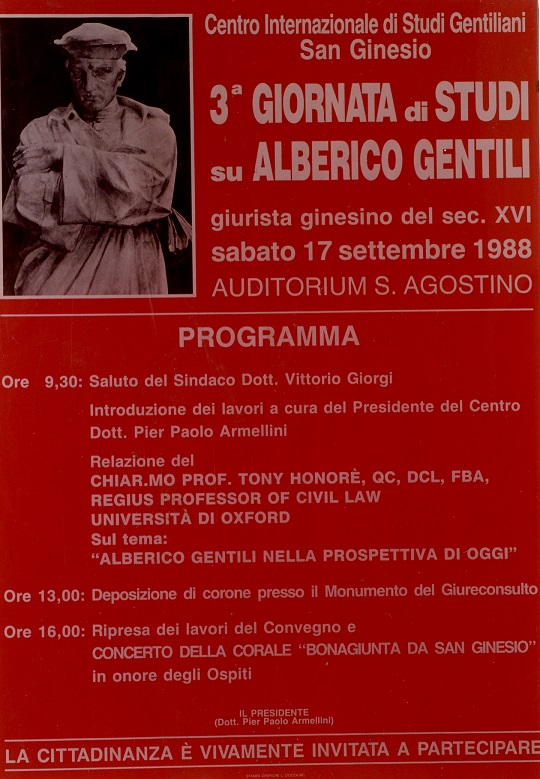 Centro Internazionale di Studi Gentiliani
San Ginesio
3ª GIORNATA di STUDI
su ALBERICO GENTILI
giurista ginesino del sec. XVI
sabato 17 settembre 1988
AUDITORIUM S. AGOSTINO
PROGRAMMA
Ore 9,30: Saluto del Sindaco Dott. Vittorio Giorgi
Introduzione dei lavori a cura del Presidente del Centro
Dott. Pier Paolo Armellini
Relazione del
CHIAR.MO PROF. TONY HONORÈ, QC, DCL, FBA,
REGIUS PROFESSOR OF CIVIL LAW
UNIVERSITÀ DI OXFORD
Sul tema:
“ALBERICO GENTILI NELLA PROSPETTIVA DI OGGI”
Ore 13,00: Deposizione di corone presso il Monumento del Giureconsulto
Ore 16,00: Ripresa dei lavori del Convegno e
CONCERTO DELLA CORALE “BONAGIUNTA DA SAN GINESIO”
in onore degli Ospiti
IL PRESIDENTE
(Dott. Pier Paolo Armellini)
LA CITTADINANZA È VIVAMENTE INVITATA A PARTECIPARE